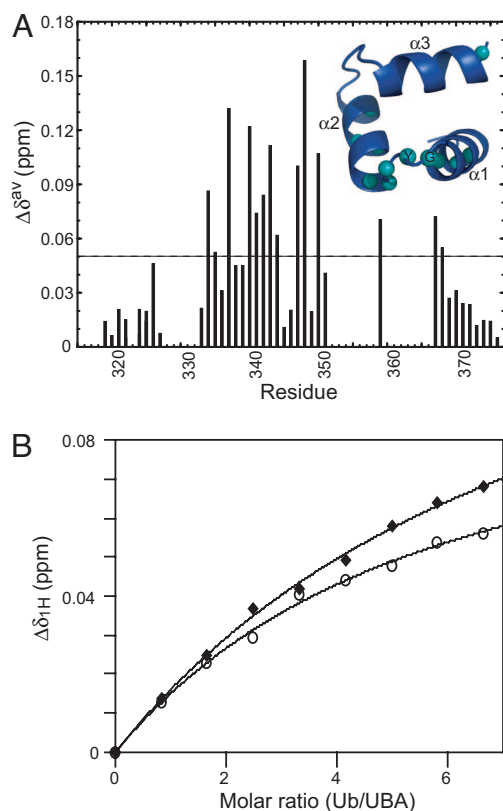 A
Δδav (ppm)
0.18
0.15
0.12
0.09
0.06
0.03
0
α3
α2
Y G
α1
320 330 340 350 360 370
Residue
B
Δδ1H (ppm)
0.08
0.04
0
0 2 4 6
Molar ratio (Ub/UBA)